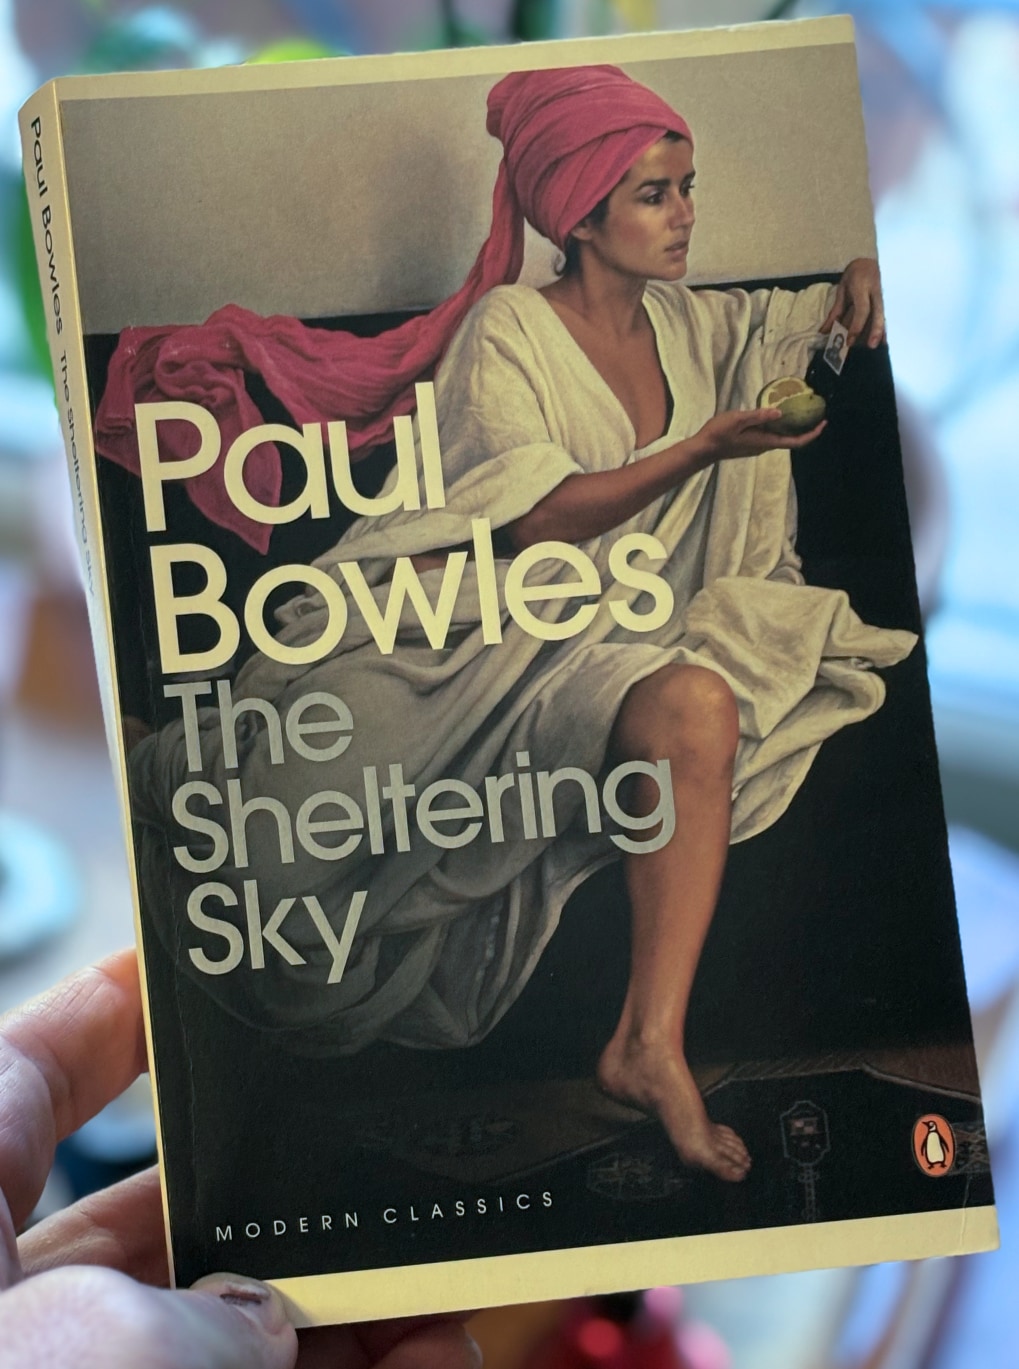 Paul Bowles The Sheltering Sky
Paul
Bowles
The
Sheltering
Sky
MODERN CLASSICS